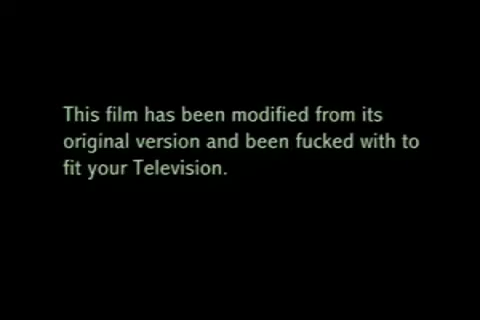 This film has been modified from its
original version and been fucked with to
fit your Television.